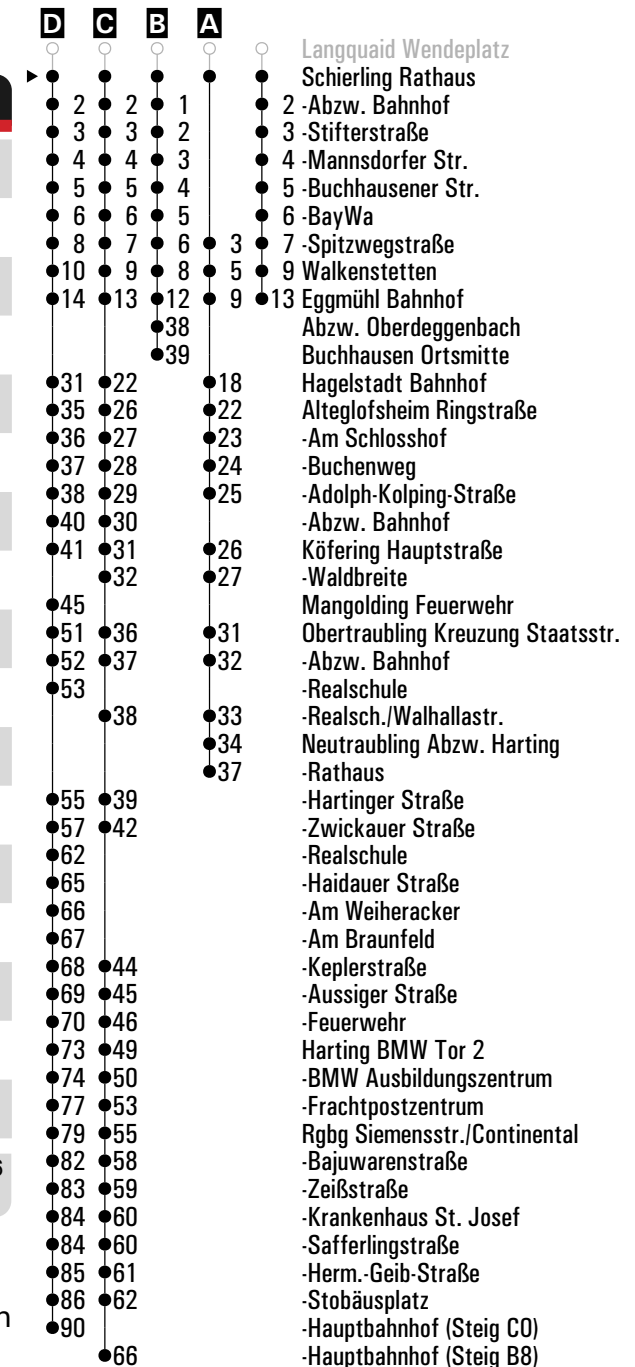 D C B A
Langquaid Wendeplatz
Schierling Rathaus
2 2 1 2 -Abzw. Bahnhof
3 3 2 3 -Stifterstraße
4 4 3 4 -Mannsdorfer Str.
5 5 4 5 -Buchhausener Str.
6 6 5 6 -BayWa
8 7 6 3 7 -Spitzwegstraße
10 9 8 5 9 Walkenstetten
14 13 12 9 13 Eggmühl Bahnhof
38 Abzw. Oberdeggenbach
39 Buchhausen Ortsmitte
31 22 18 Hagelstadt Bahnhof
35 26 22 Alteglofsheim Ringstraße
36 27 23 -Am Schlosshof
37 28 24 -Buchenweg
38 29 25 -Adolph-Kolping-Straße
40 30 -Abzw. Bahnhof
41 31 26 Köfering Hauptstraße
32 27 -Waldbreite
45 Mangolding Feuerwehr
51 36 31 Obertraubling Kreuzung Staatsstr.
52 37 32 -Abzw. Bahnhof
53 -Realschule
38 33 -Realsch./Walhallastr.
34 Neutraubling Abzw. Harting
37 -Rathaus
55 39 -Hartinger Straße
57 42 -Zwickauer Straße
62 -Realschule
65 -Haidauer Straße
66 -Am Weiheracker
67 -Am Braunfeld
68 44 -Keplerstraße
69 45 -Aussiger Straße
70 46 -Feuerwehr
73 49 Harting BMW Tor 2
74 50 -BMW Ausbildungszentrum
77 53 -Frachtpostzentrum
79 55 Rgbg Siemensstr./Continental
82 58 -Bajuwarenstraße
83 59 -Zeißstraße
84 60 -Krankenhaus St. Josef
84 60 -Safferlingstraße
85 61 -Herm.-Geib-Straße
86 62 -Stobäusplatz
90 -Hauptbahnhof (Steig C0)
66 -Hauptbahnhof (Steig B8)